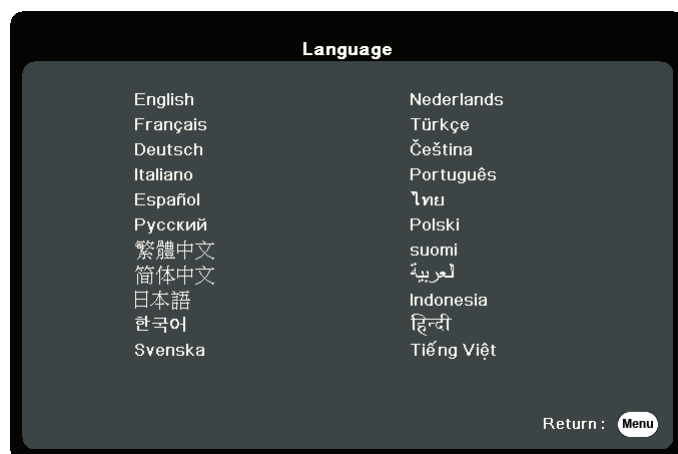 Language
English
Français
Deutsch
Italiano
Español
Русский
繁體中文
简体中文
日本語
한국어
Svenska
Nederlands
Türkçe
Čeština
Português
ไทย
Polski
suomi
لعربية
Indonesia
हिन्दी
Tiếng Việt
Return : Menu